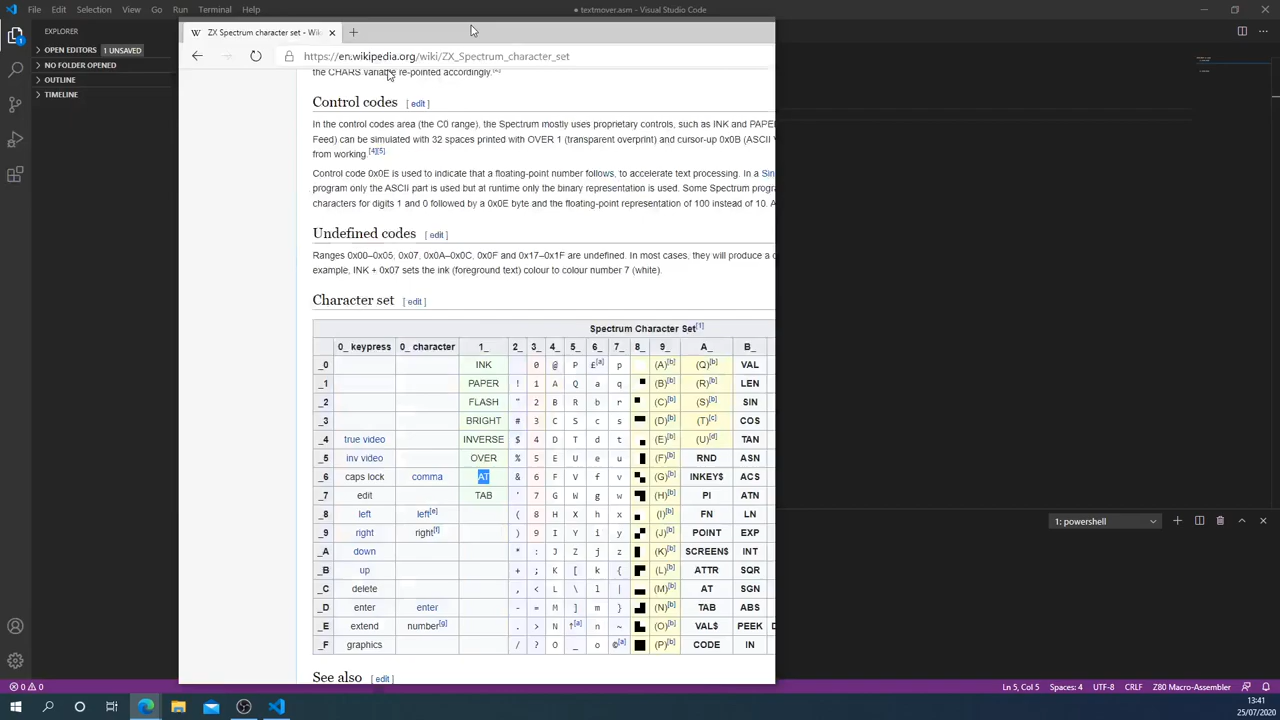 File Edit Selection View Go Run Terminal Help
● textmover.asm - Visual Studio Code
EXPLORER
OPEN EDITORS 1 UNSAVED
NO FOLDER OPENED
OUTLINE
TIMELINE
W ZX Spectrum character set - Wi
https://en.wikipedia.org/wiki/ZX_Spectrum_character_set
the CHARS variable re-pointed accordingly.
Control codes [ edit ]
In the control codes area (the C0 range), the Spectrum mostly uses proprietary controls, such as INK and PAPER
Feed) can be simulated with 32 spaces printed with OVER 1 (transparent overprint) and cursor-up 0x0B (ASCII V
from working.[4][5]
Control code 0x0E is used to indicate that a floating-point number follows, to accelerate text processing. In a Sin
program only the ASCII part is used but at runtime only the binary representation is used. Some Spectrum progr
characters for digits 1 and 0 followed by a 0x0E byte and the floating-point representation of 100 instead of 10. A
Undefined codes [ edit ]
Ranges 0x00–0x05, 0x07, 0x0A–0x0C, 0x0F and 0x17–0x1F are undefined. In most cases, they will produce a
example, INK + 0x07 sets the ink (foreground text) colour to colour number 7 (white).
Character set [ edit ]
Spectrum Character Set[1]
0_ keypress 0_ character 1_ 2_ 3_ 4_ 5_ 6_ 7_ 8_ 9_ A_ B_
_0 INK 0 @ P £[a] p (A)[b] (Q)[b] VAL
_1 PAPER ! 1 A Q a q (B)[b] (R)[b] LEN
_2 FLASH " 2 B R b r (C)[b] (S)[b] SIN
_3 BRIGHT # 3 C S c s (D)[b] (T)[c] COS
_4 true video INVERSE $ 4 D T d t (E)[b] (U)[d] TAN
_5 inv video OVER % 5 E U e u (F)[b] RND ASN
_6 caps lock comma AT & 6 F V f v (G)[b] INKEY$ ACS
_7 edit TAB ' 7 G W g w (H)[b] PI ATN
_8 left left[e] ( 8 H X h x (I)[b] FN LN
_9 right right[f] ) 9 I Y i y (J)[b] POINT EXP
_A down * : J Z j z (K)[b] SCREEN$ INT
_B up + ; K [ k { (L)[b] ATTR SQR
_C delete , < L \ l | (M)[b] AT SGN
_D enter enter - = M ] m } (N)[b] TAB ABS
_E extend number[g] . > N ↑[a] n ~ (O)[b] VAL$ PEEK
_F graphics / ? O _ o ©[a] (P)[b] CODE IN
See also [ edit ]
1: powershell
0 0
Ln 5, Col 5 Spaces: 4 UTF-8 CRLF Z80 Macro-Assembler
13:41
25/07/2020